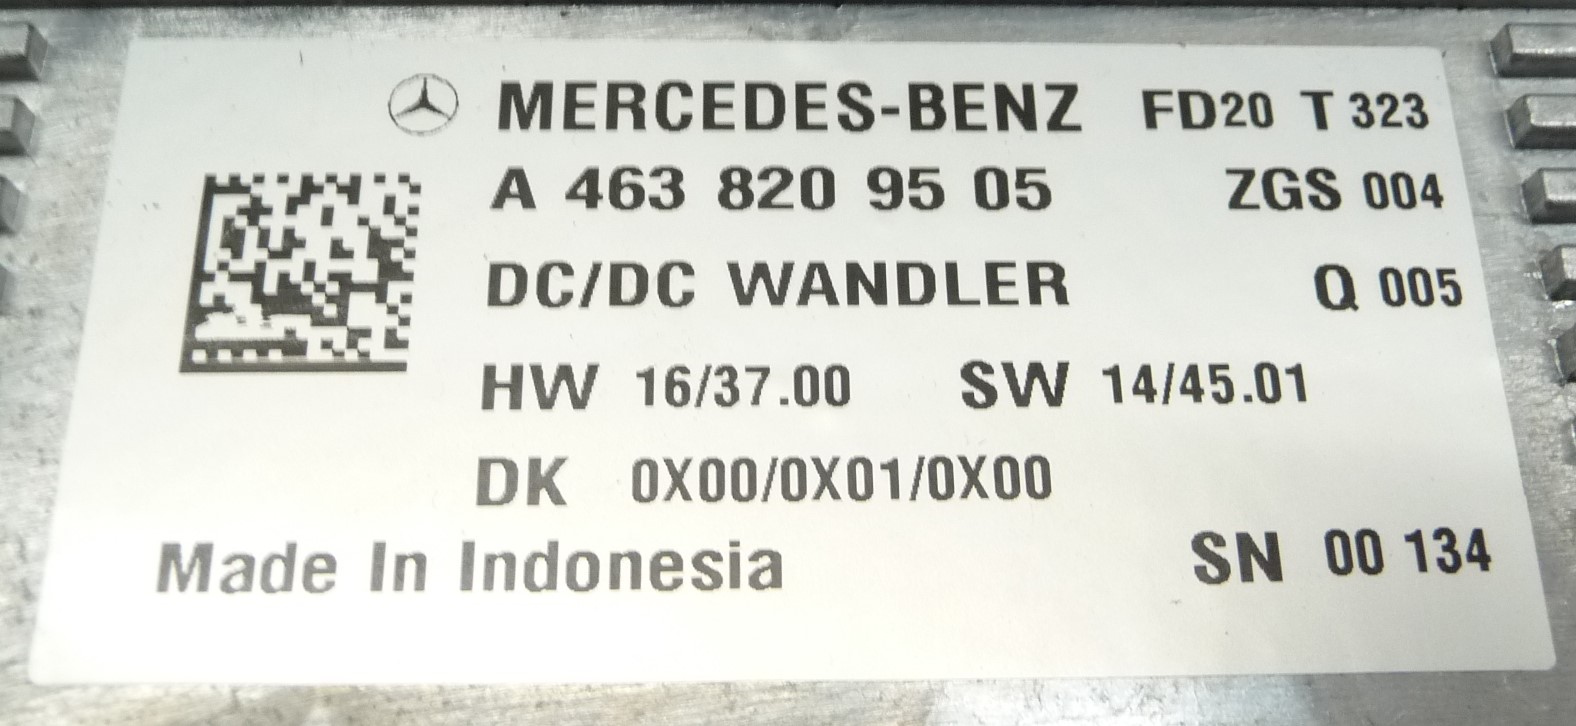 MERCEDES-BENZ FD20 T 323
A 463 820 95 05 ZGS 004
DC/DC WANDLER Q 005
HW 16/37.00 SW 14/45.01
DK 0X00/0X01/0X00
Made In Indonesia SN 00 134